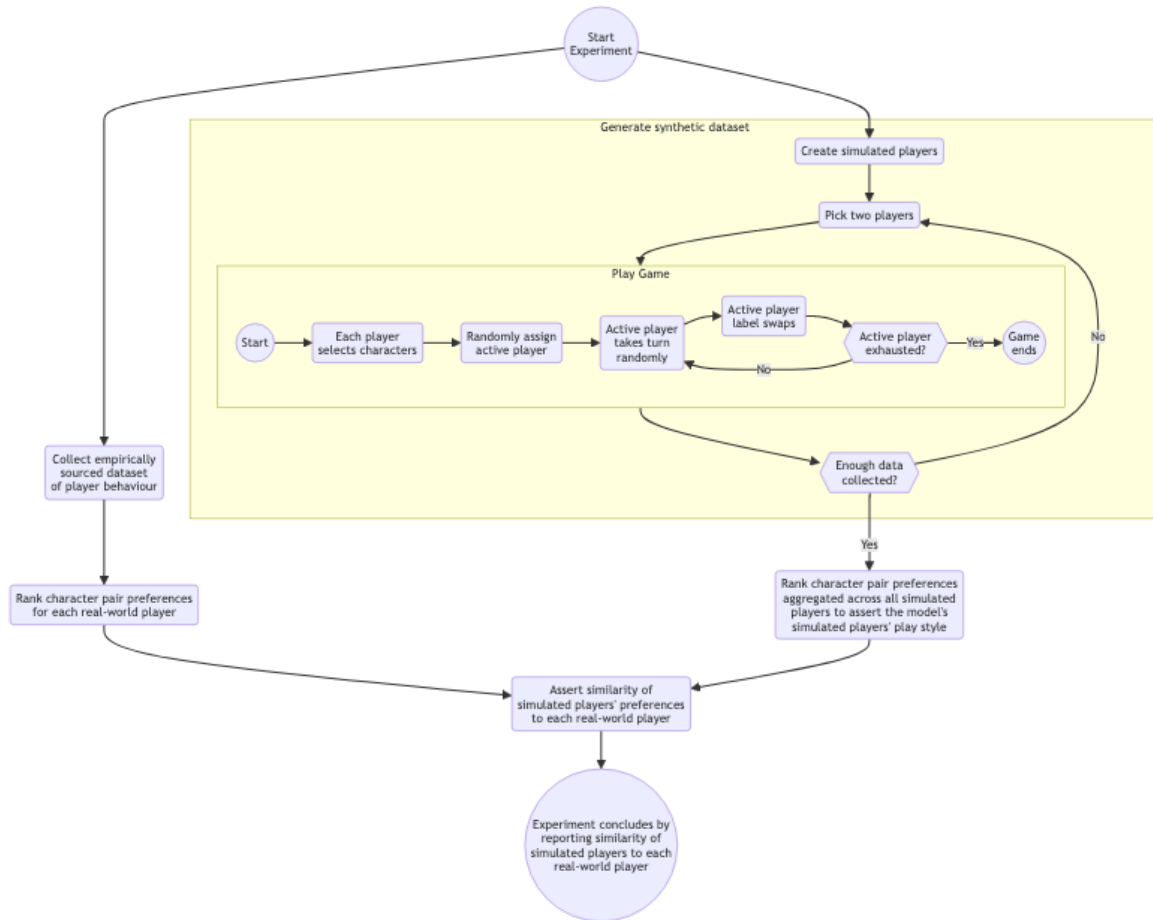 Start
Experiment
Generate synthetic dataset
Create simulated players
Pick two players
Play Game
Start
Each player
selects characters
Randomly assign
active player
Active player
takes turn
randomly
Active player
label swaps
Active player
exhausted?
Yes
Game
ends
No
No
Collect empirically
sourced dataset
of player behaviour
Enough data
collected?
Yes
Rank character pair preferences
for each real-world player
Rank character pair preferences
aggregated across all simulated
players to assert the model's
simulated players' play style
Assert similarity of
simulated players' preferences
to each real-world player
Experiment concludes by
reporting similarity of
simulated players to each
real-world player